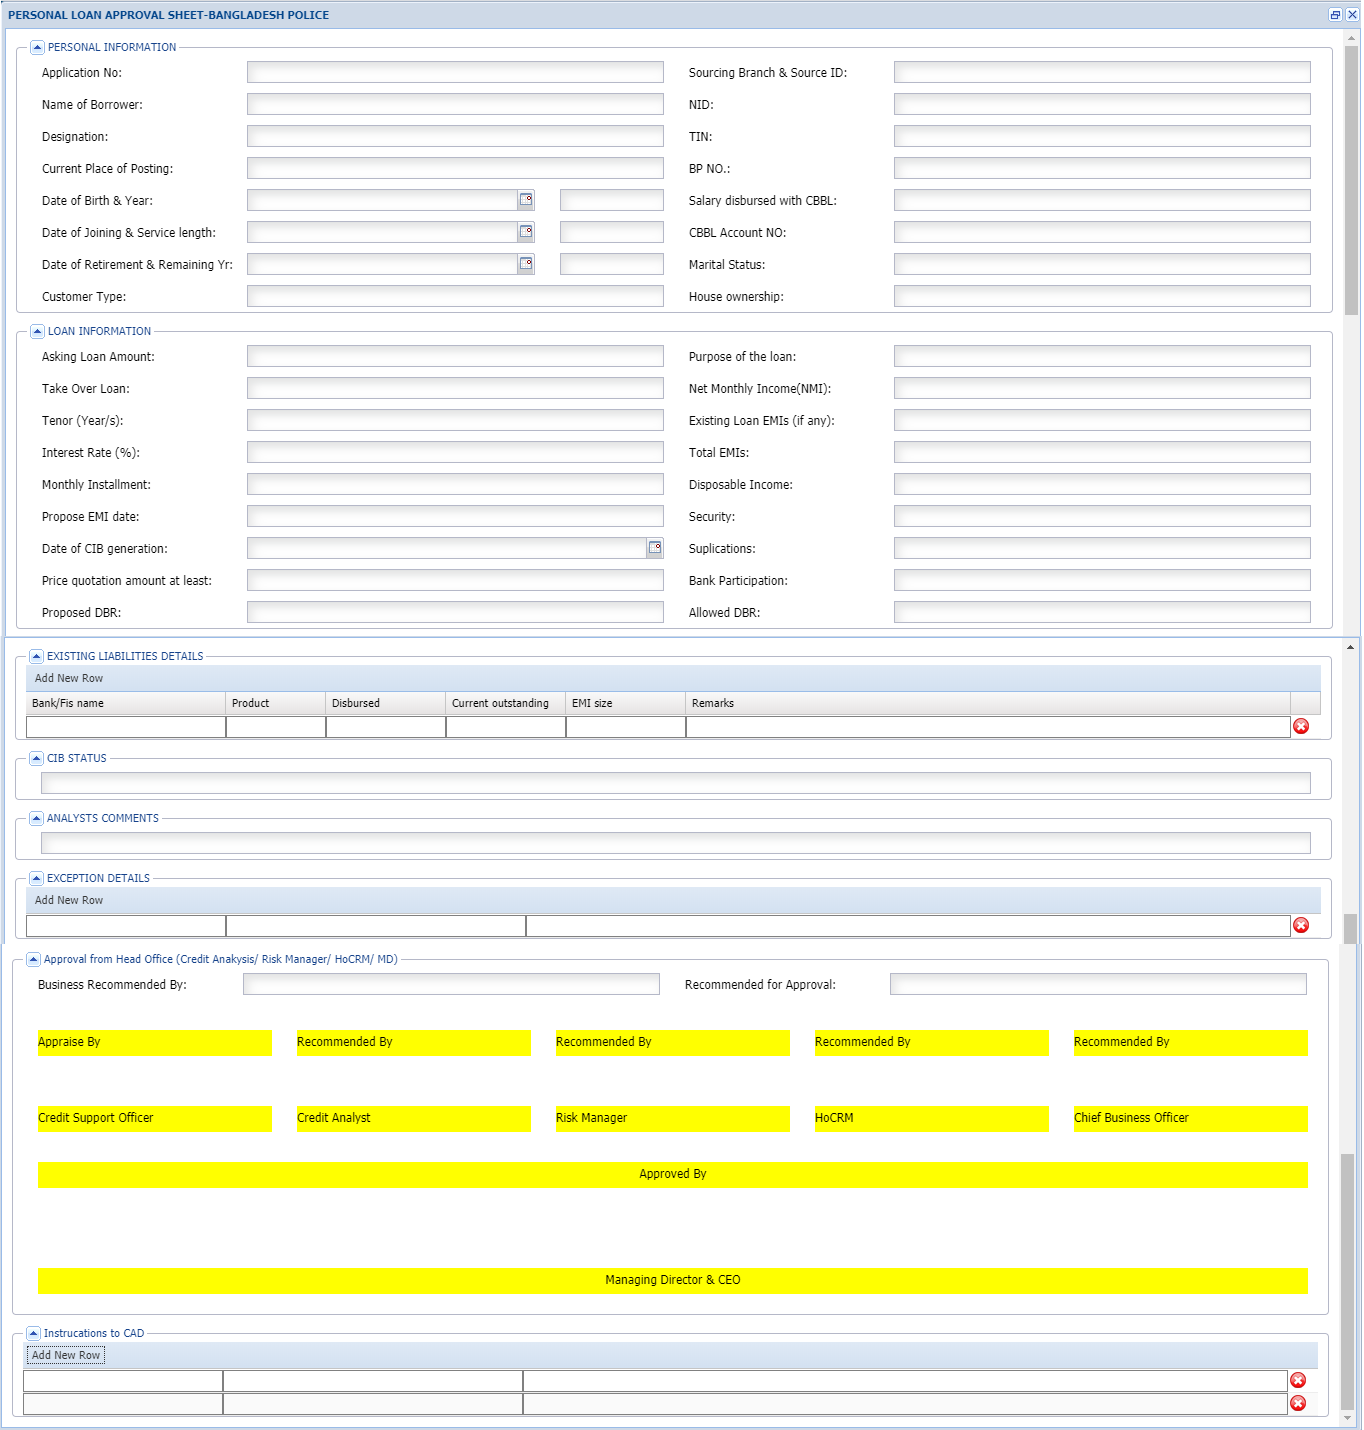 PERSONAL LOAN APPROVAL SHEET-BANGLADESH POLICE
PERSONAL INFORMATION
Application No: Sourcing Branch & Source ID:
Name of Borrower: NID:
Designation: TIN:
Current Place of Posting: BP NO.:
Date of Birth & Year: Salary disbursed with CBBL:
Date of Joining & Service length: CBBL Account NO:
Date of Retirement & Remaining Yr: Marital Status:
Customer Type: House ownership:
LOAN INFORMATION
Asking Loan Amount: Purpose of the loan:
Take Over Loan: Net Monthly Income(NMI):
Tenor (Year/s): Existing Loan EMIs (if any):
Interest Rate (%): Total EMIs:
Monthly Installment: Disposable Income:
Propose EMI date: Security:
Date of CIB generation: Suplications:
Price quotation amount at least: Bank Participation:
Proposed DBR: Allowed DBR:
EXISTING LIABILITIES DETAILS
Add New Row
Bank/Fis name Product Disbursed Current outstanding EMI size Remarks
CIB STATUS
ANALYSTS COMMENTS
EXCEPTION DETAILS
Add New Row
Approval from Head Office (Credit Anakysis/ Risk Manager/ HoCRM/ MD)
Business Recommended By: Recommended for Approval:
Appraise By Recommended By Recommended By Recommended By Recommended By
Credit Support Officer Credit Analyst Risk Manager HoCRM Chief Business Officer
Approved By
Managing Director & CEO
Instrucations to CAD
Add New Row